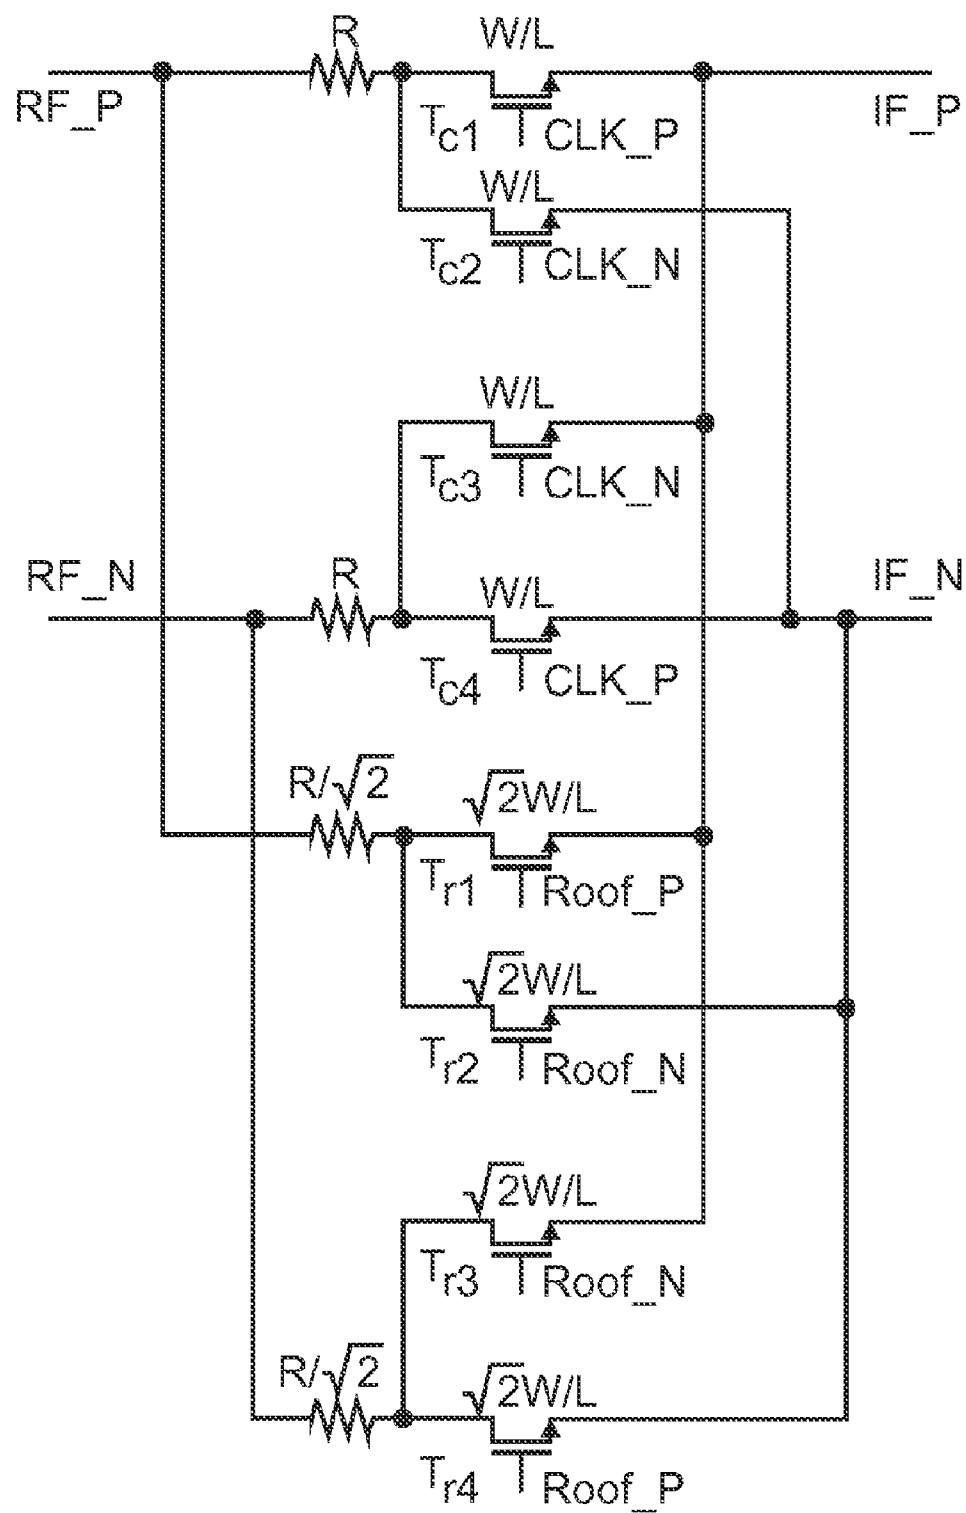 R W/L
RF_P Tc1 CLK_P IF_P
W/L
Tc2 CLK_N
W/L
Tc3 CLK_N
RF_N R W/L IF_N
Tc4 CLK_P
R/√2 √2W/L
Tr1 Roof_P
√2W/L
Tr2 Roof_N
√2W/L
Tr3 Roof_N
R/√2 √2W/L
Tr4 Roof_P